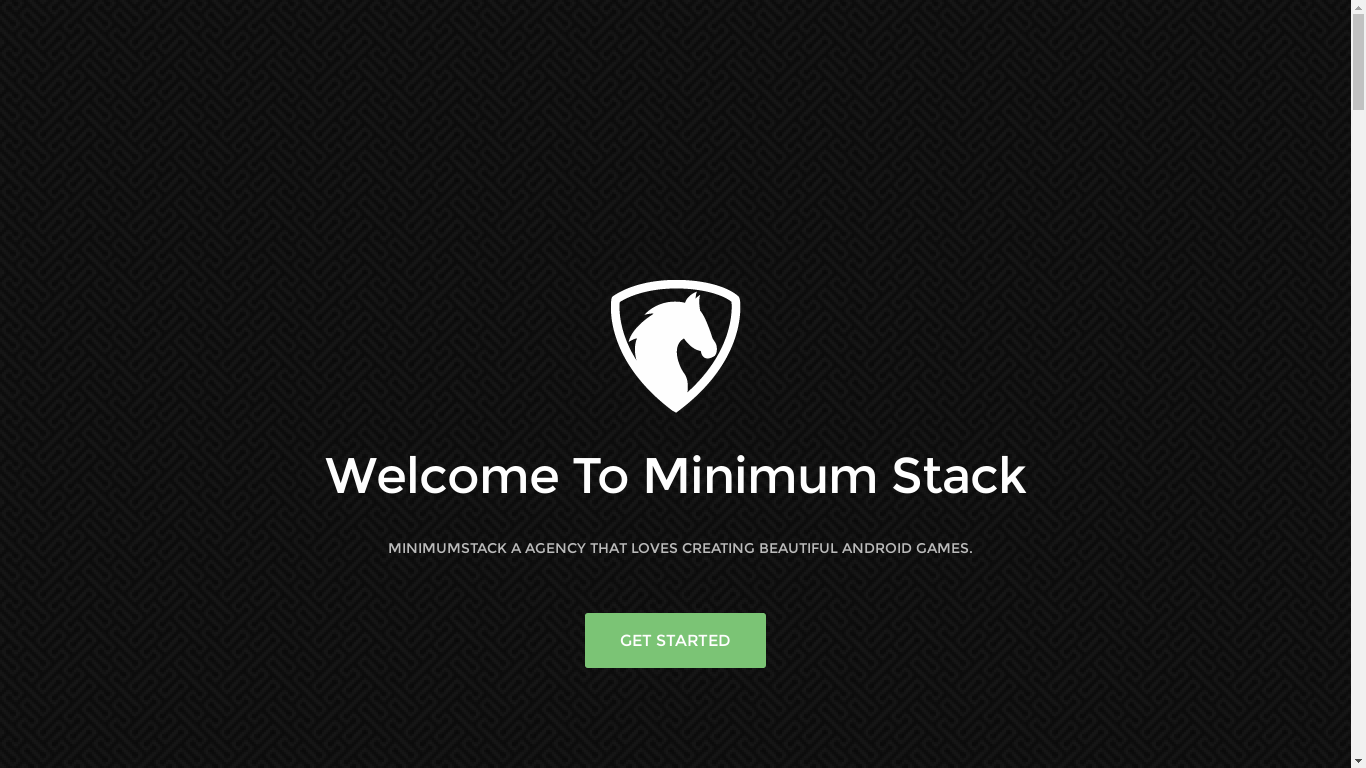 Welcome To Minimum Stack
MINIMUMSTACK A AGENCY THAT LOVES CREATING BEAUTIFUL ANDROID GAMES.
GET STARTED